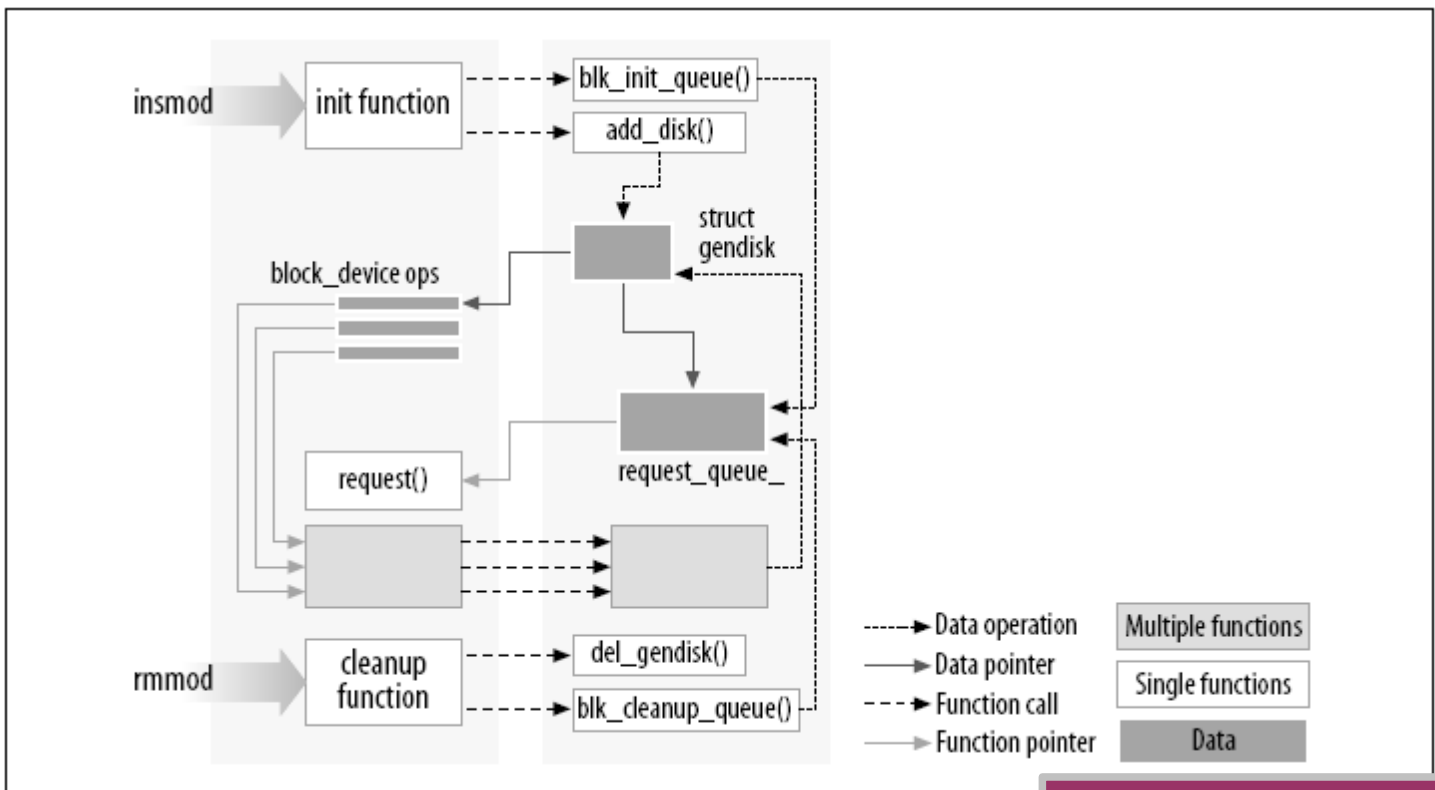 insmod
init function
blk_init_queue()
add_disk()
struct
gendisk
block_device ops
request_queue_
request()
rmmod
cleanup
function
del_gendisk()
blk_cleanup_queue()
Data operation
Data pointer
Function call
Function pointer
Multiple functions
Single functions
Data